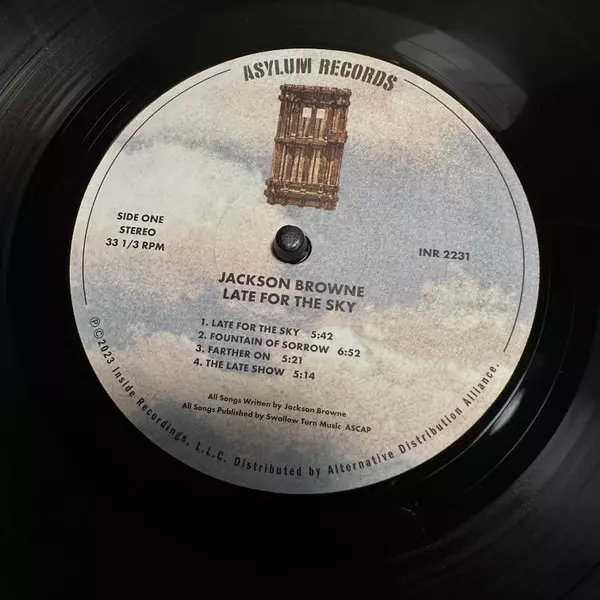 ASYLUM RECORDS
SIDE ONE
STEREO
33 1/3 RPM
INR 2231
JACKSON BROWNE
LATE FOR THE SKY
1. LATE FOR THE SKY 5:42
2. FOUNTAIN OF SORROW 6:52
3. FARTHER ON 5:21
4. THE LATE SHOW 5:14
All Songs Written by Jackson Browne
All Songs Published by Swallow Turn Music ASCAP
℗©2023 Inside Recordings, L.L.C. Distributed by Alternative Distribution Alliance.